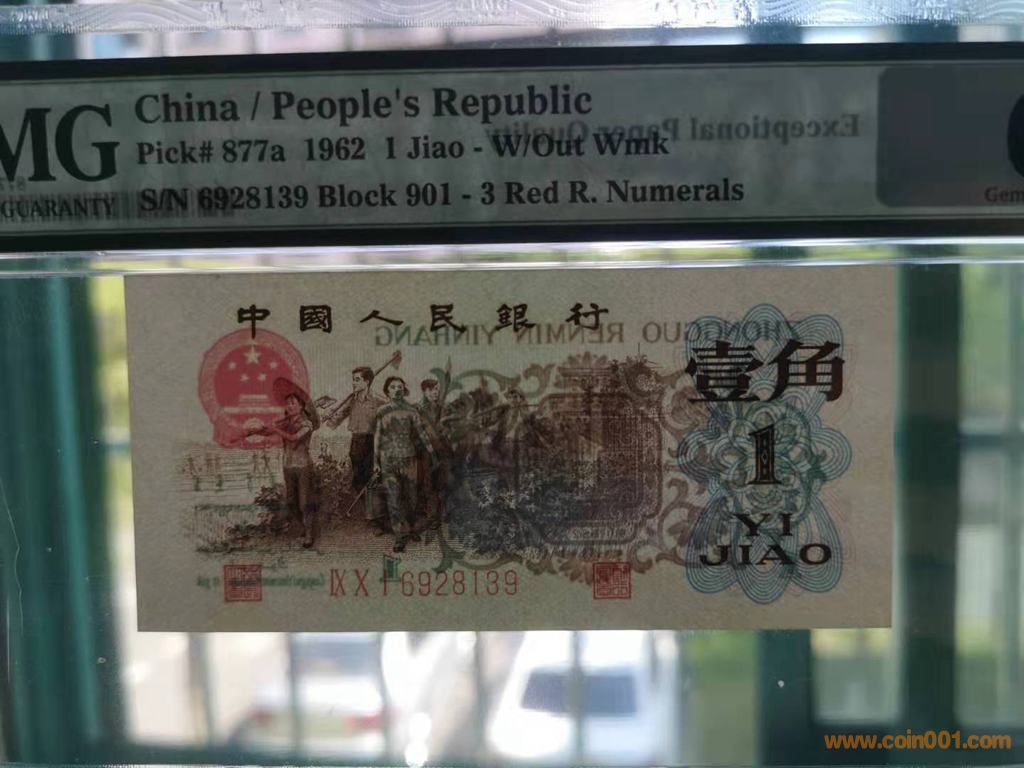 MG China / People's Republic
Pick# 877a 1962 1 Jiao - W/Out Wmk
GUARANTY S/N 6928139 Block 901 - 3 Red R. Numerals
Exceptional Paper Quality
Gem
中國人民銀行
ZHONGGUO RENMIN YINHANG
壹角
1
YI
JIAO
IX X I 6928139
www.coin001.com